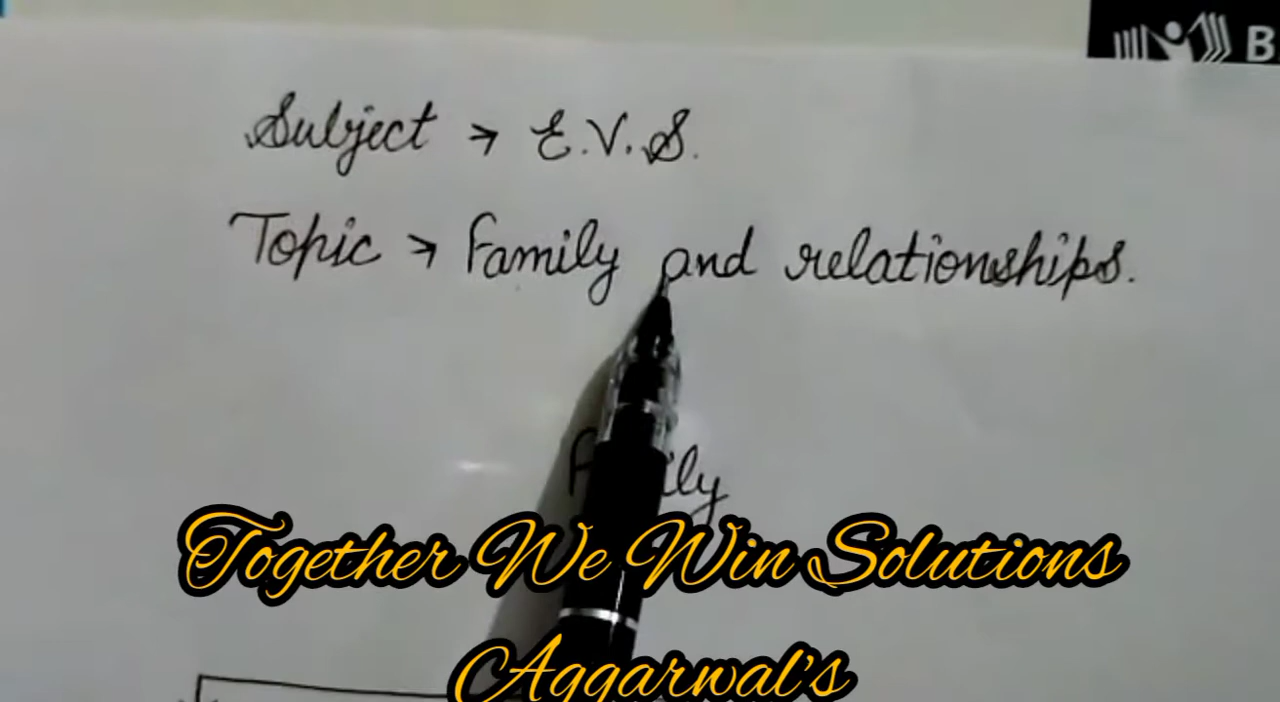 B
Subject → E.V.S.
Topic → Family and relationships.
Together We Win Solutions
Aggarwal's